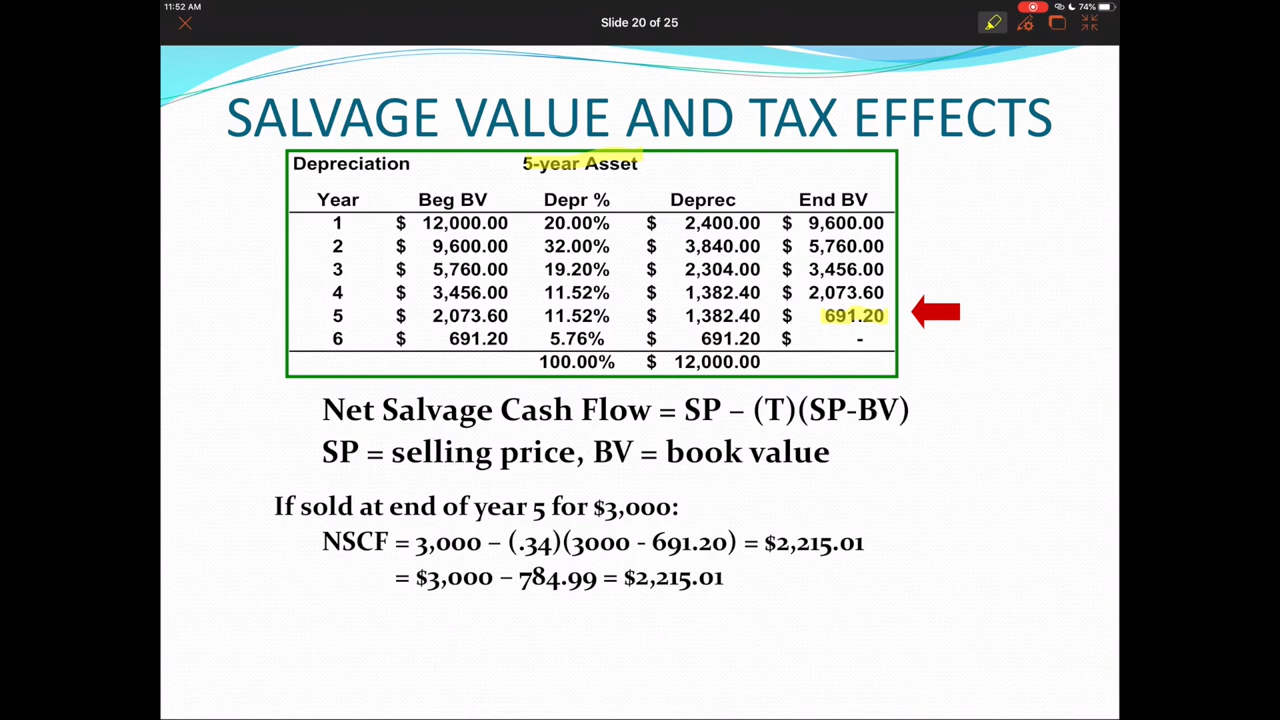 11:52 AM
74%
Slide 20 of 25
SALVAGE VALUE AND TAX EFFECTS
Depreciation 5-year Asset
Year Beg BV Depr % Deprec End BV
1 $ 12,000.00 20.00% $ 2,400.00 $ 9,600.00
2 $ 9,600.00 32.00% $ 3,840.00 $ 5,760.00
3 $ 5,760.00 19.20% $ 2,304.00 $ 3,456.00
4 $ 3,456.00 11.52% $ 1,382.40 $ 2,073.60
5 $ 2,073.60 11.52% $ 1,382.40 $ 691.20
6 $ 691.20 5.76% $ 691.20 $ -
100.00% $ 12,000.00
Net Salvage Cash Flow = SP – (T)(SP-BV)
SP = selling price, BV = book value
If sold at end of year 5 for $3,000:
NSCF = 3,000 – (.34)(3000 - 691.20) = $2,215.01
= $3,000 – 784.99 = $2,215.01